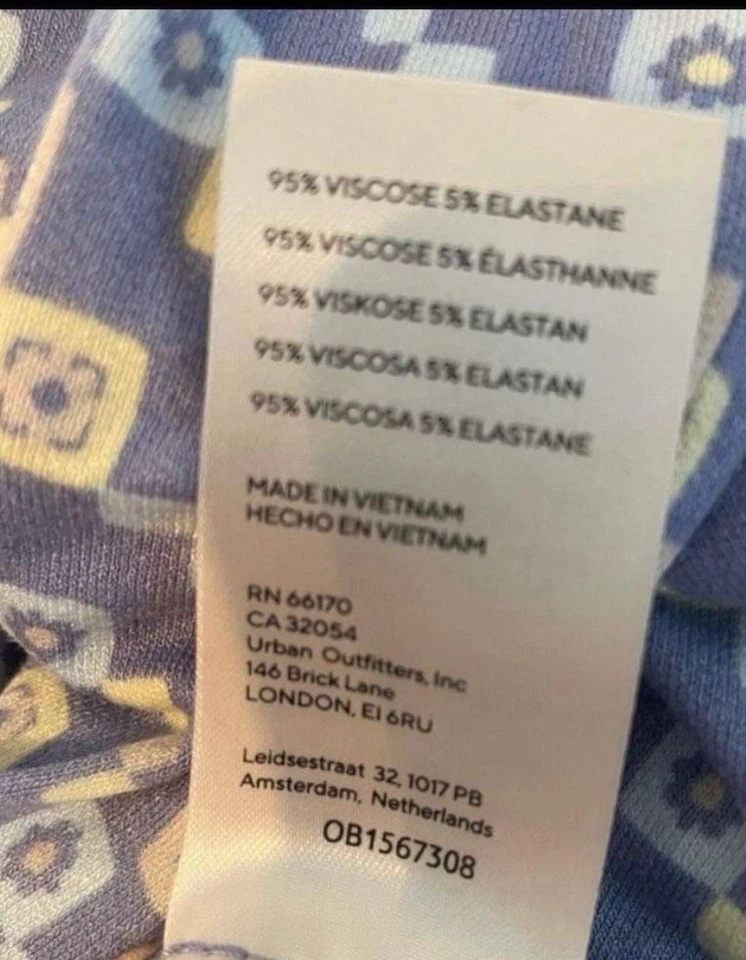 95% VISCOSE 5% ELASTANE
95% VISCOSE 5% ÉLASTHANNE
95% VISKOSE 5% ELASTAN
95% VISCOSA 5% ELASTAN
95% VISCOSA 5% ELASTANE
MADE IN VIETNAM
HECHO EN VIETNAM
RN 66170
CA 32054
Urban Outfitters, Inc
146 Brick Lane
LONDON, E1 6RU
Leidsestraat 32, 1017 PB
Amsterdam, Netherlands
OB1567308